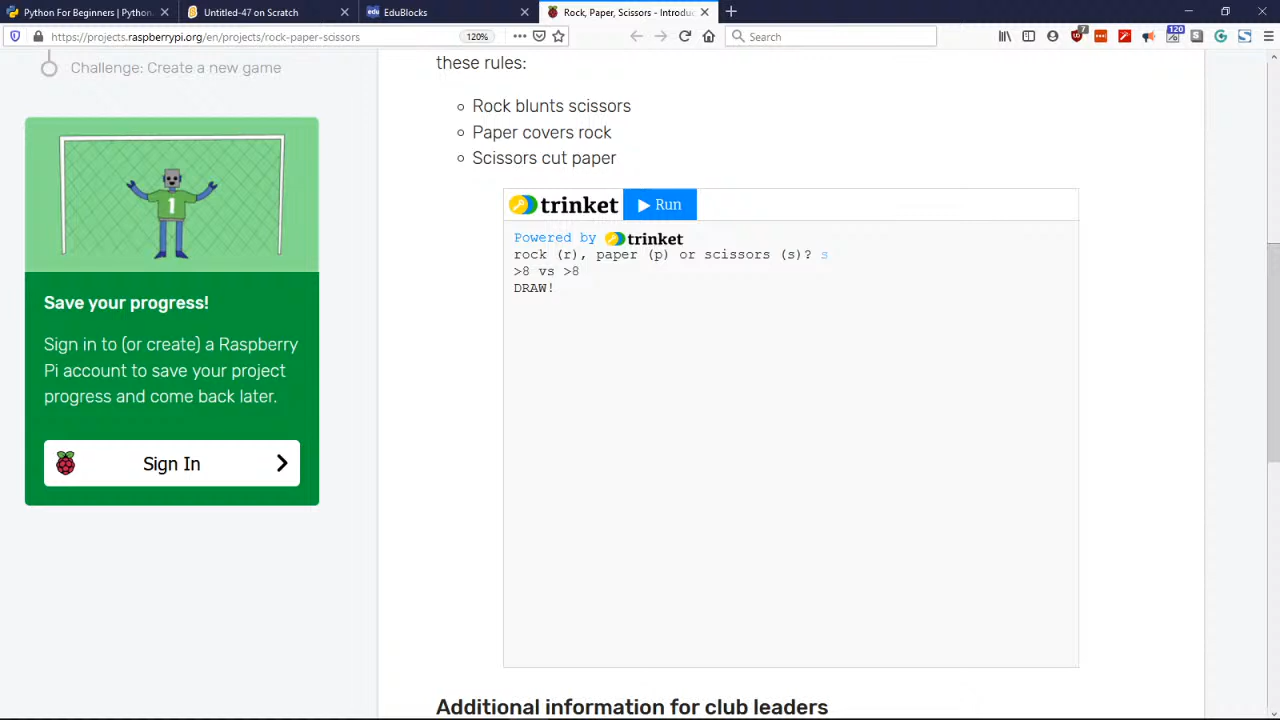 Python For Beginners | Python.
Untitled-47 on Scratch
EduBlocks
Rock, Paper, Scissors - Introduc
https://projects.raspberrypi.org/en/projects/rock-paper-scissors
120%
Search
7
120
Challenge: Create a new game
1
Save your progress!
Sign in to (or create) a Raspberry
Pi account to save your project
progress and come back later.
Sign In
these rules:
Rock blunts scissors
Paper covers rock
Scissors cut paper
trinket
Run
Powered by trinket
rock (r), paper (p) or scissors (s)? s
>8 vs >8
DRAW!
Additional information for club leaders